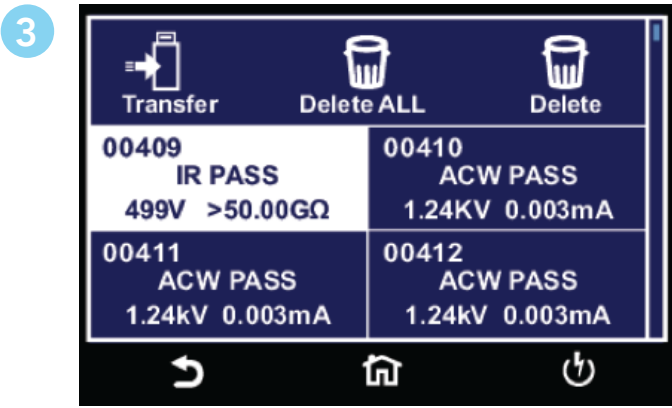 3
Transfer Delete ALL Delete
00409
IR PASS
499V >50.00GΩ
00410
ACW PASS
1.24KV 0.003mA
00411
ACW PASS
1.24kV 0.003mA
00412
ACW PASS
1.24kV 0.003mA